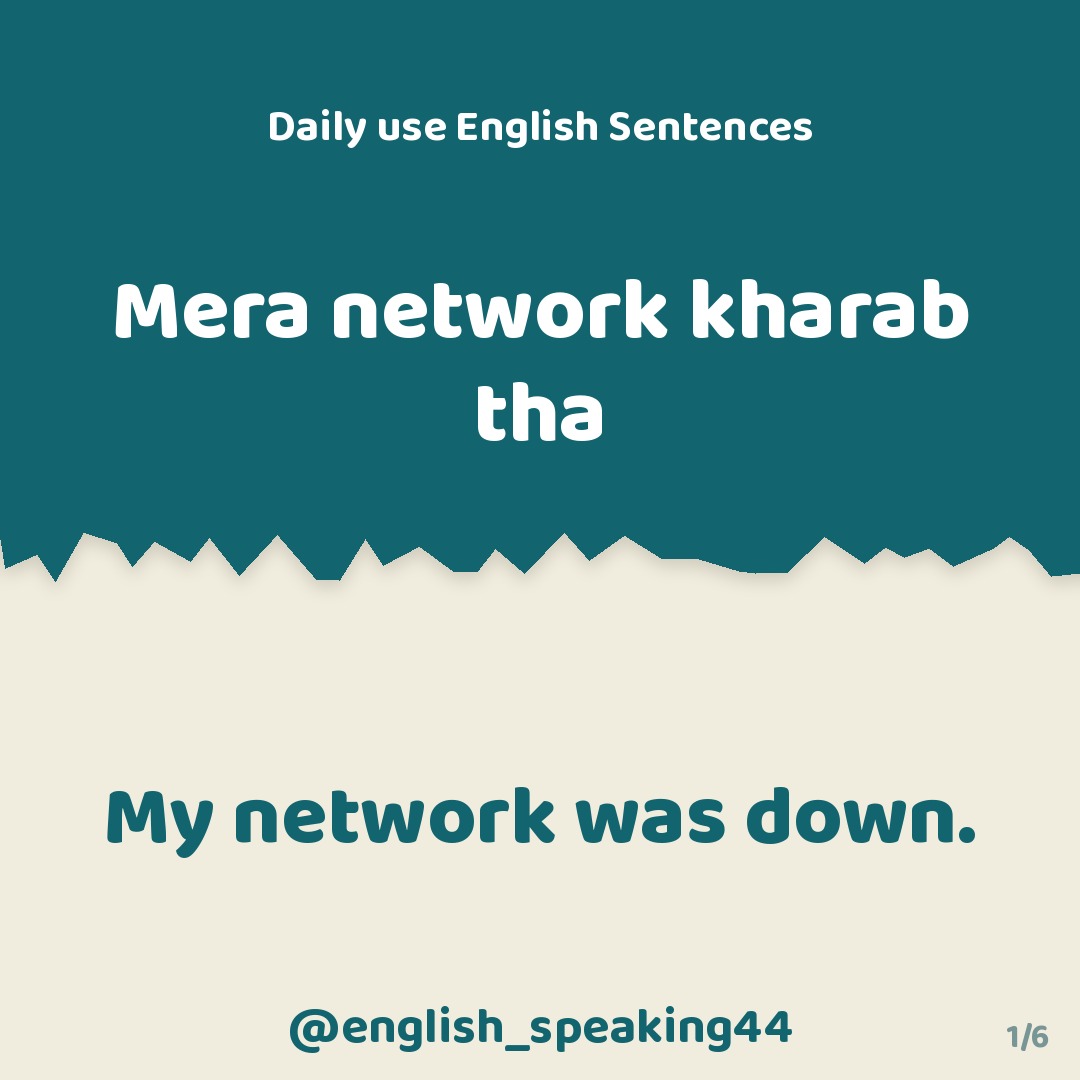 Daily use English Sentences
Mera network kharab
tha
My network was down.
@english_speaking44
1/6